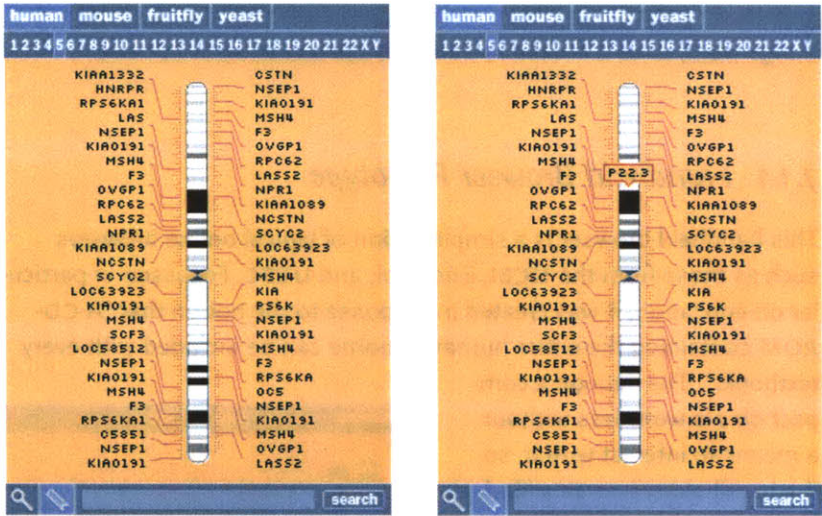 human mouse fruitfly yeast
1 2 3 4 5 6 7 8 9 10 11 12 13 14 15 16 17 18 19 20 21 22 X Y
KIAA1332
HNRPR
RPS6KA1
LAS
NSEP1
KIA0191
MSH4
F3
OVGP1
RPC62
LASS2
NPR1
KIAA1089
NCSTN
SCYC2
LOC63923
KIA0191
MSH4
SCF3
LOC58512
NSEP1
KIA0191
MSH4
F3
RPS6KA1
C5851
NSEP1
KIA0191
CSTN
NSEP1
KIA0191
MSH4
F3
OVGP1
RPC62
LASS2
NPR1
KIAA1089
NCSTN
SCYC2
LOC63923
KIA0191
MSH4
KIA
PS6K
NSEP1
KIA0191
MSH4
F3
RPS6KA
OC5
NSEP1
KIA0191
MSH4
OVGP1
LASS2
search
human mouse fruitfly yeast
1 2 3 4 5 6 7 8 9 10 11 12 13 14 15 16 17 18 19 20 21 22 X Y
KIAA1332
HNRPR
RPS6KA1
LAS
NSEP1
KIA0191
MSH4
F3
OVGP1
RPC62
LASS2
NPR1
KIAA1089
NCSTN
SCYC2
LOC63923
KIA0191
MSH4
SCF3
LOC58512
NSEP1
KIA0191
MSH4
F3
RPS6KA1
C5851
NSEP1
KIA0191
P22.3
CSTN
NSEP1
KIA0191
MSH4
F3
OVGP1
RPC62
LASS2
NPR1
KIAA1089
NCSTN
SCYC2
LOC63923
KIA0191
MSH4
KIA
PS6K
NSEP1
KIA0191
MSH4
F3
RPS6KA
OC5
NSEP1
KIA0191
MSH4
OVGP1
LASS2
search